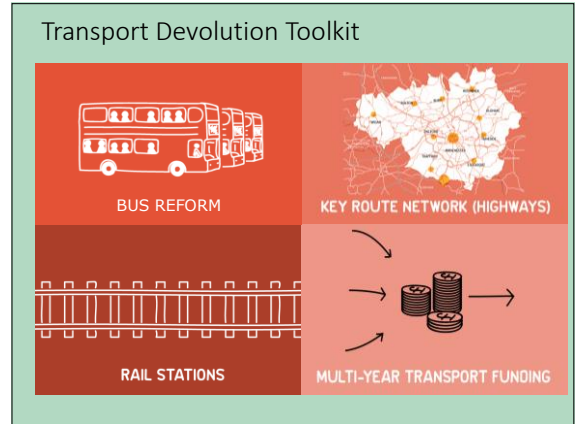 Transport Devolution Toolkit
BUS REFORM
KEY ROUTE NETWORK (HIGHWAYS)
RAIL STATIONS
MULTI-YEAR TRANSPORT FUNDING